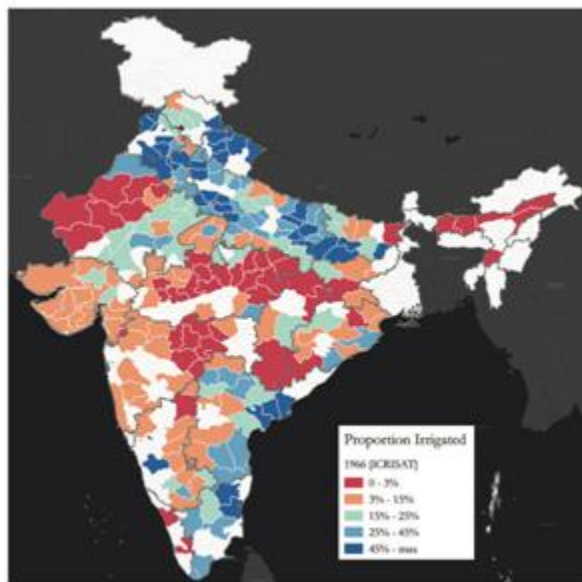 Proportion Irrigated
1966 (ICRISAT)
0 - 3%
3% - 15%
15% - 25%
25% - 45%
45% - max